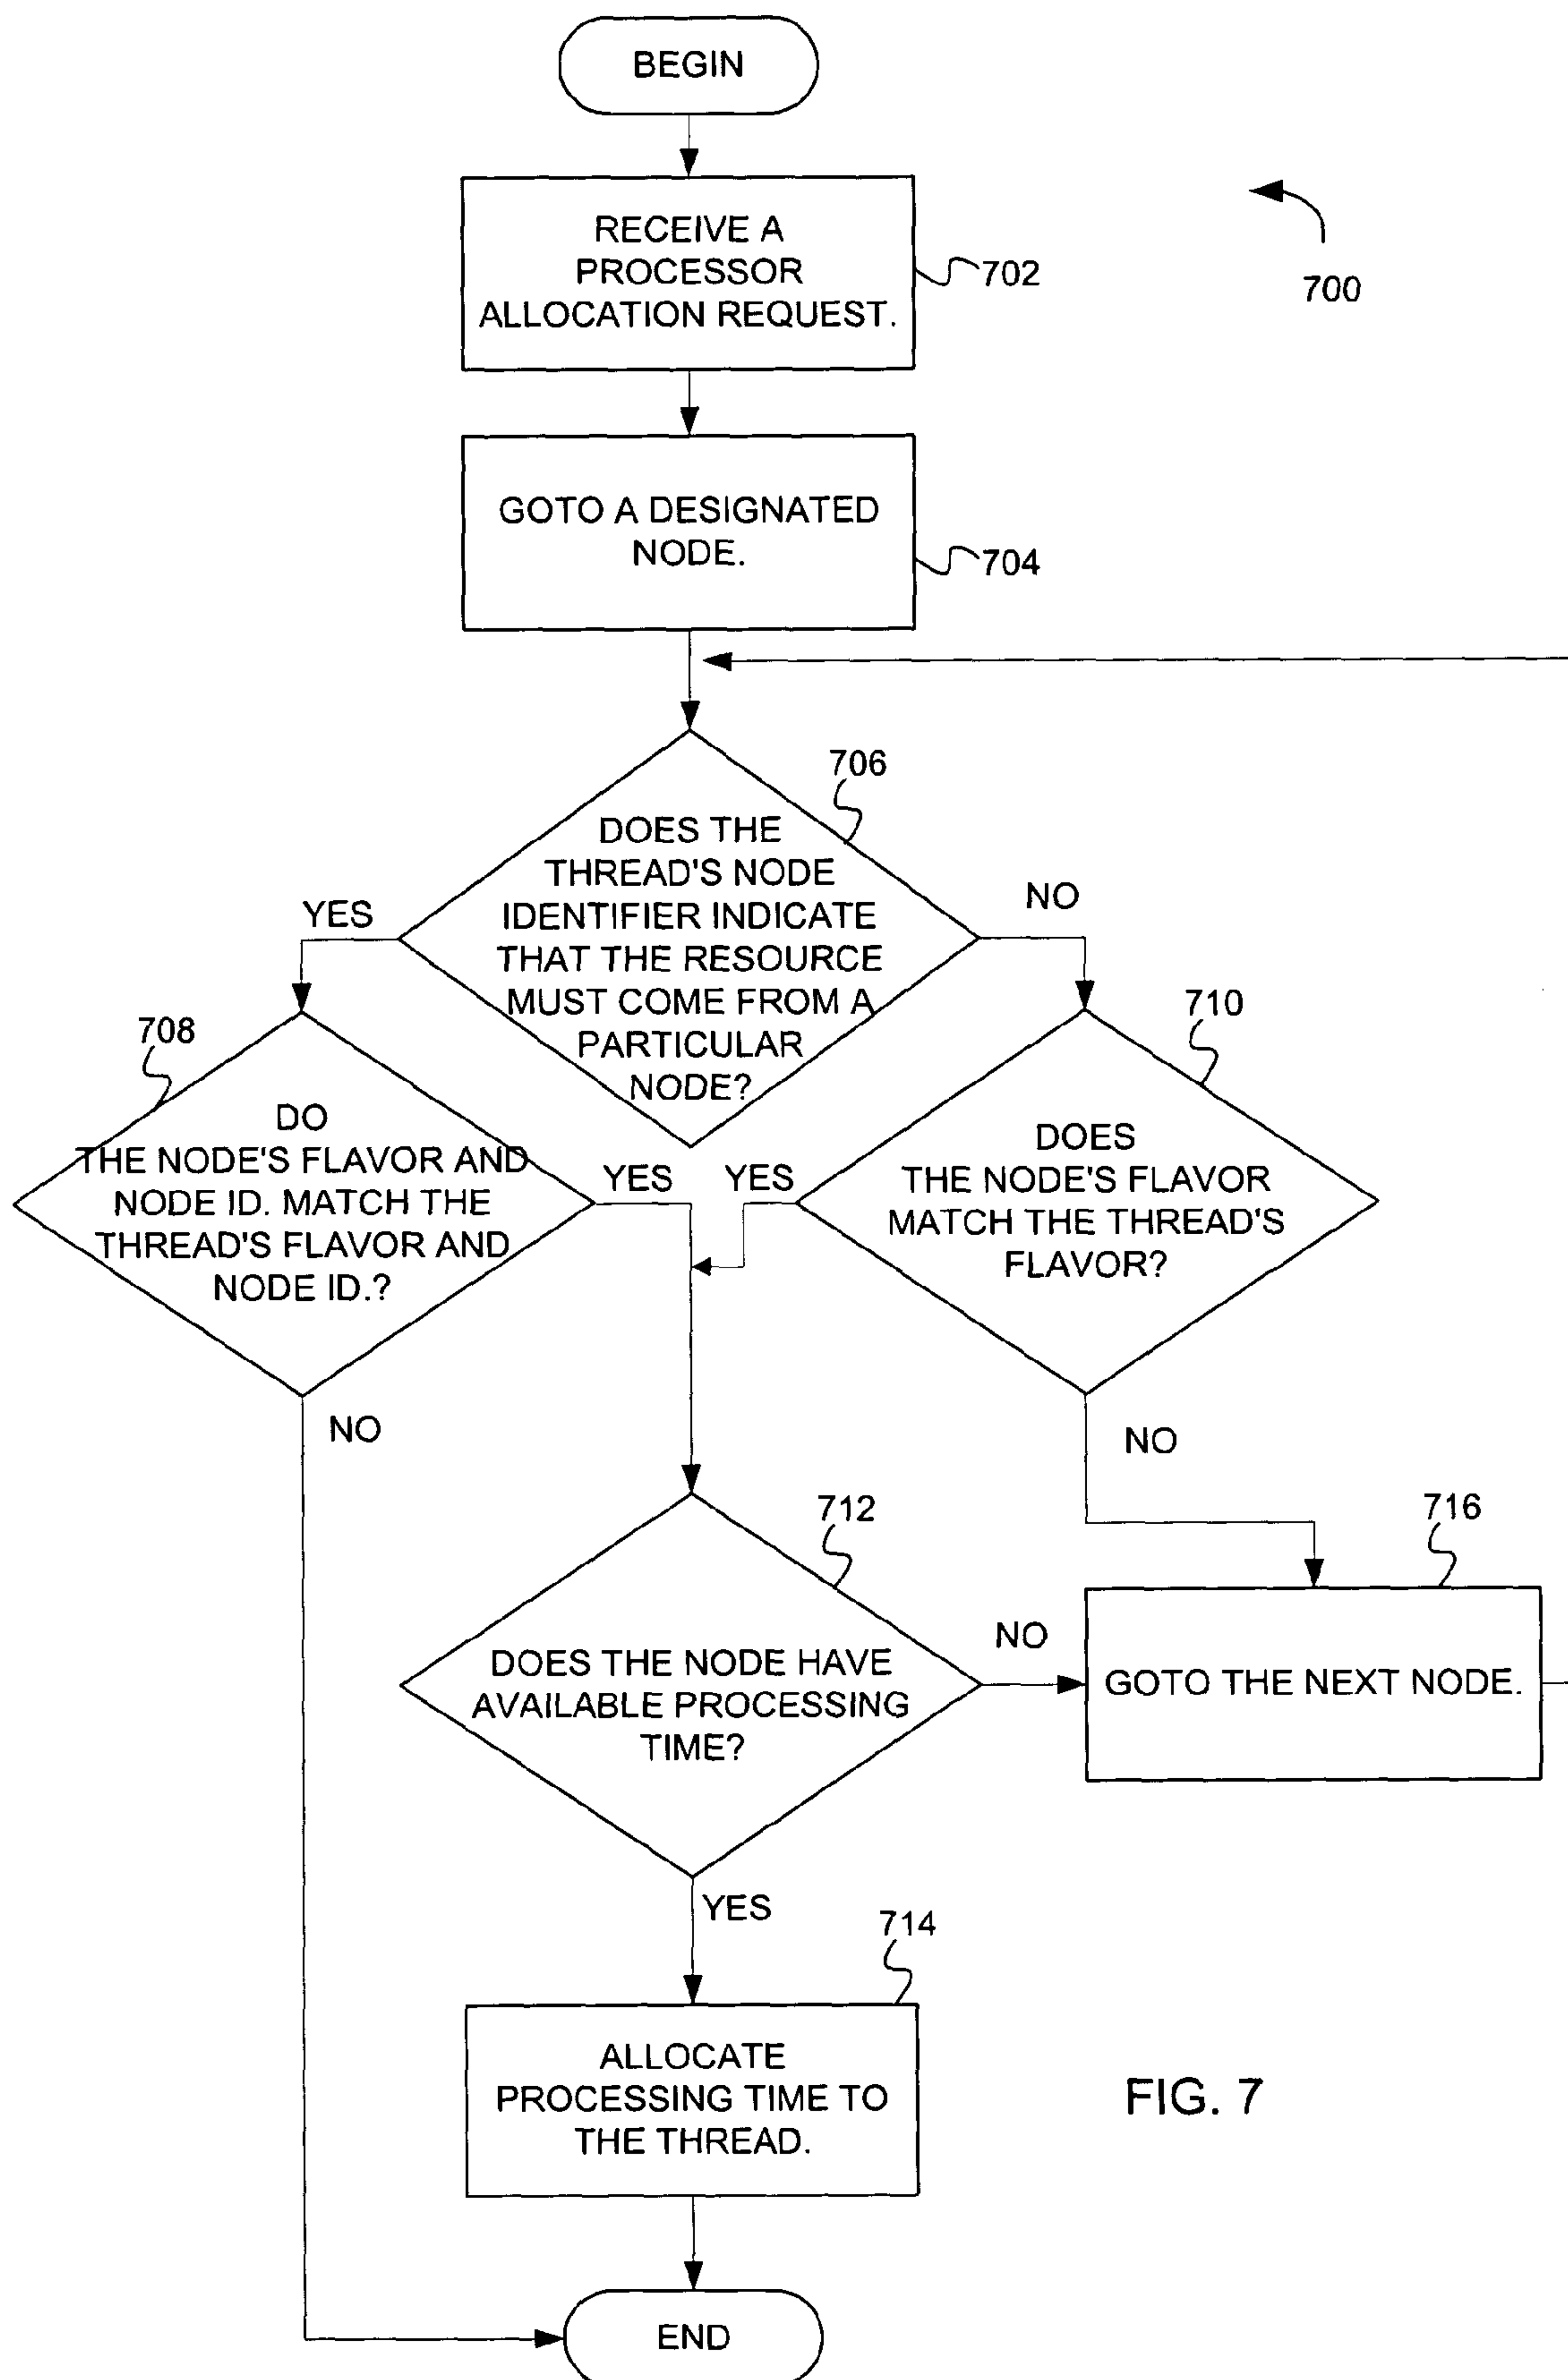 BEGIN
RECEIVE A
PROCESSOR
ALLOCATION REQUEST.
702
700
GOTO A DESIGNATED
NODE.
704
706
DOES THE
THREAD'S NODE
IDENTIFIER INDICATE
THAT THE RESOURCE
MUST COME FROM A
PARTICULAR
NODE?
YES
NO
708
DO
THE NODE'S FLAVOR AND
NODE ID. MATCH THE
THREAD'S FLAVOR AND
NODE ID.?
YES
NO
710
DOES
THE NODE'S FLAVOR
MATCH THE THREAD'S
FLAVOR?
YES
NO
712
DOES THE NODE HAVE
AVAILABLE PROCESSING
TIME?
NO
716
GOTO THE NEXT NODE.
YES
714
ALLOCATE
PROCESSING TIME TO
THE THREAD.
FIG. 7
END